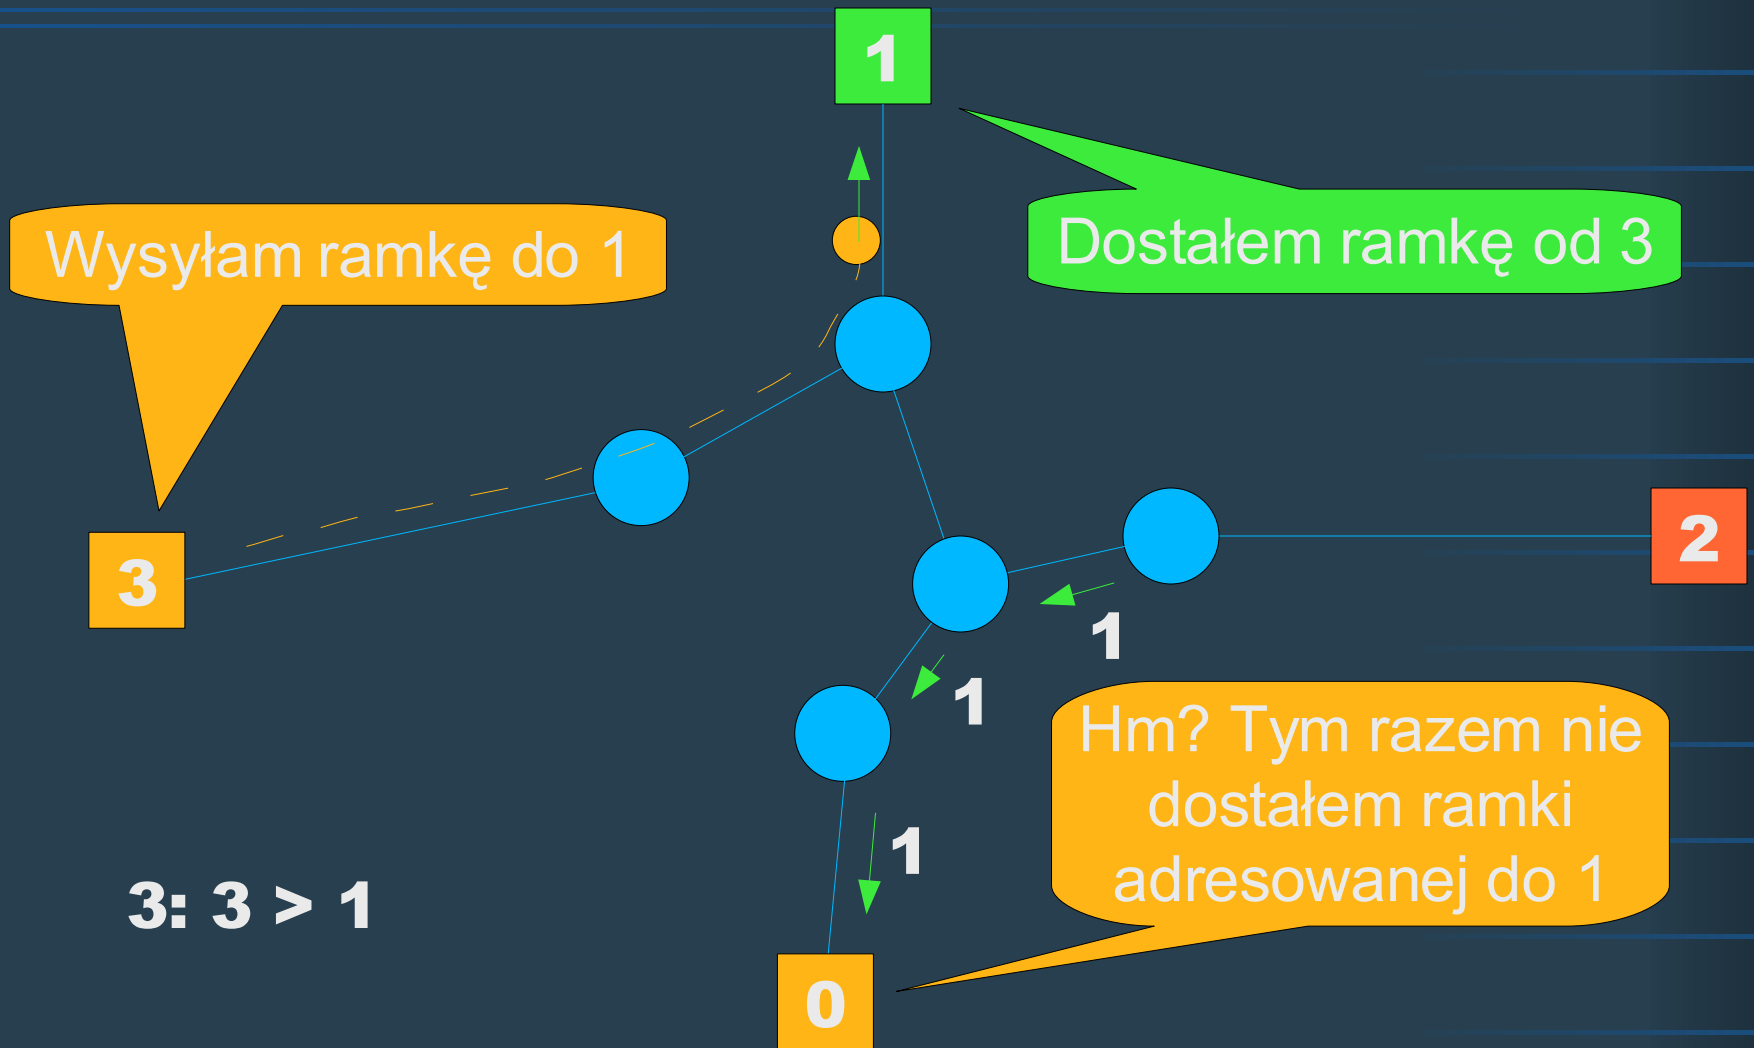 1
Wysyłam ramkę do 1
Dostałem ramkę od 3
2
3
1
1
Hm? Tym razem nie
dostałem ramki
adresowanej do 1
1
3: 3 > 1
0